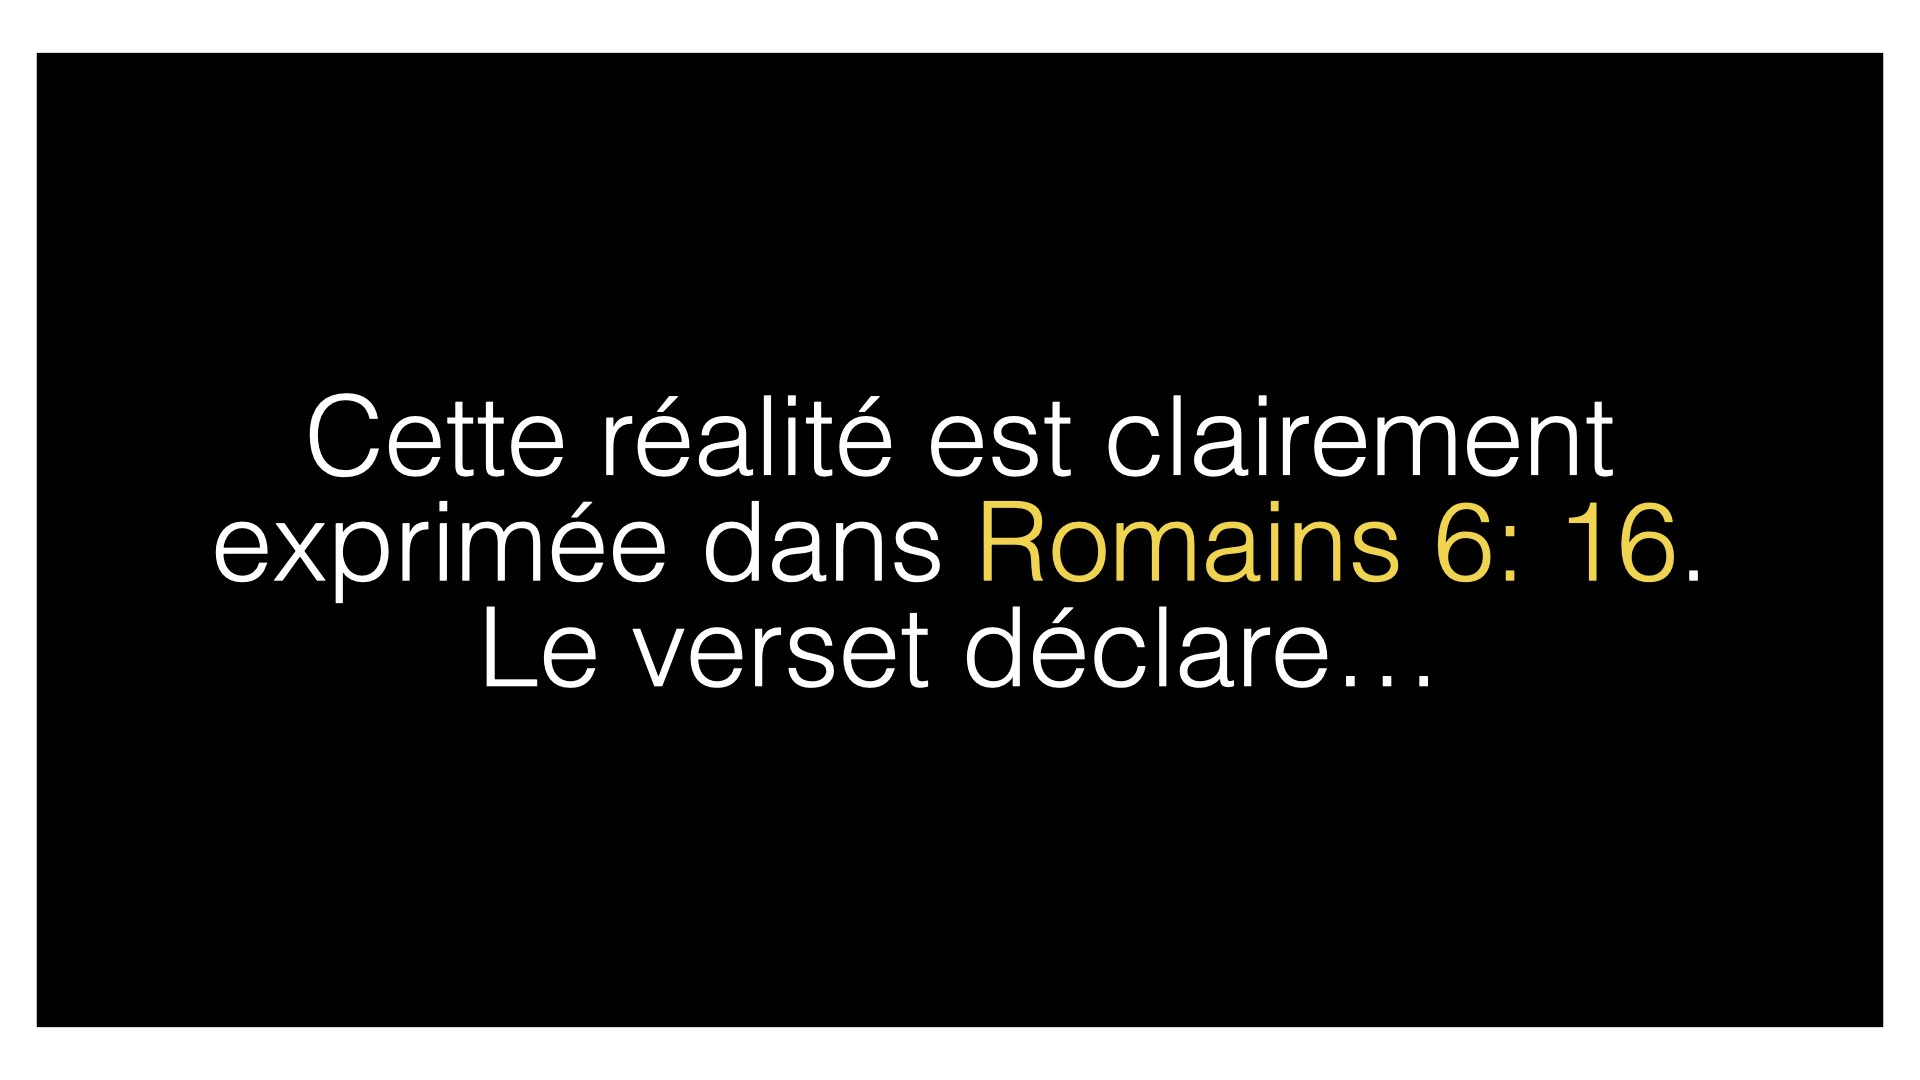 Cette réalité est clairement
exprimée dans Romains 6: 16.
Le verset déclare…